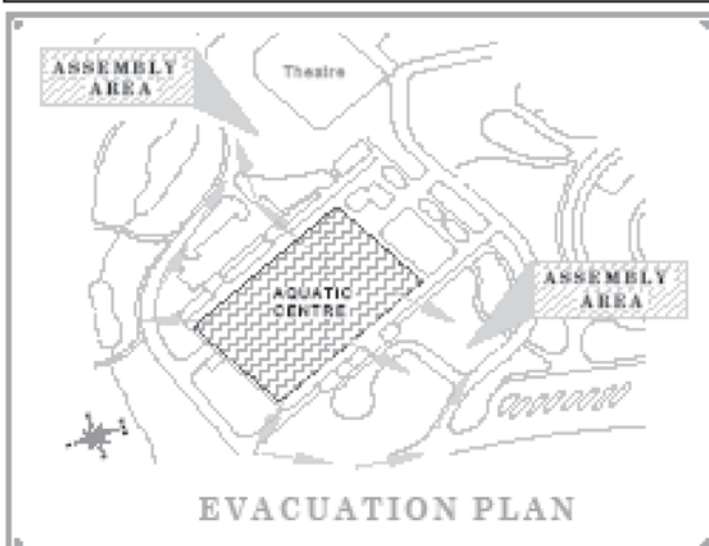 ASSEMBLY
AREA
Theatre
AQUATIC
CENTRE
ASSEMBLY
AREA
EVACUATION PLAN